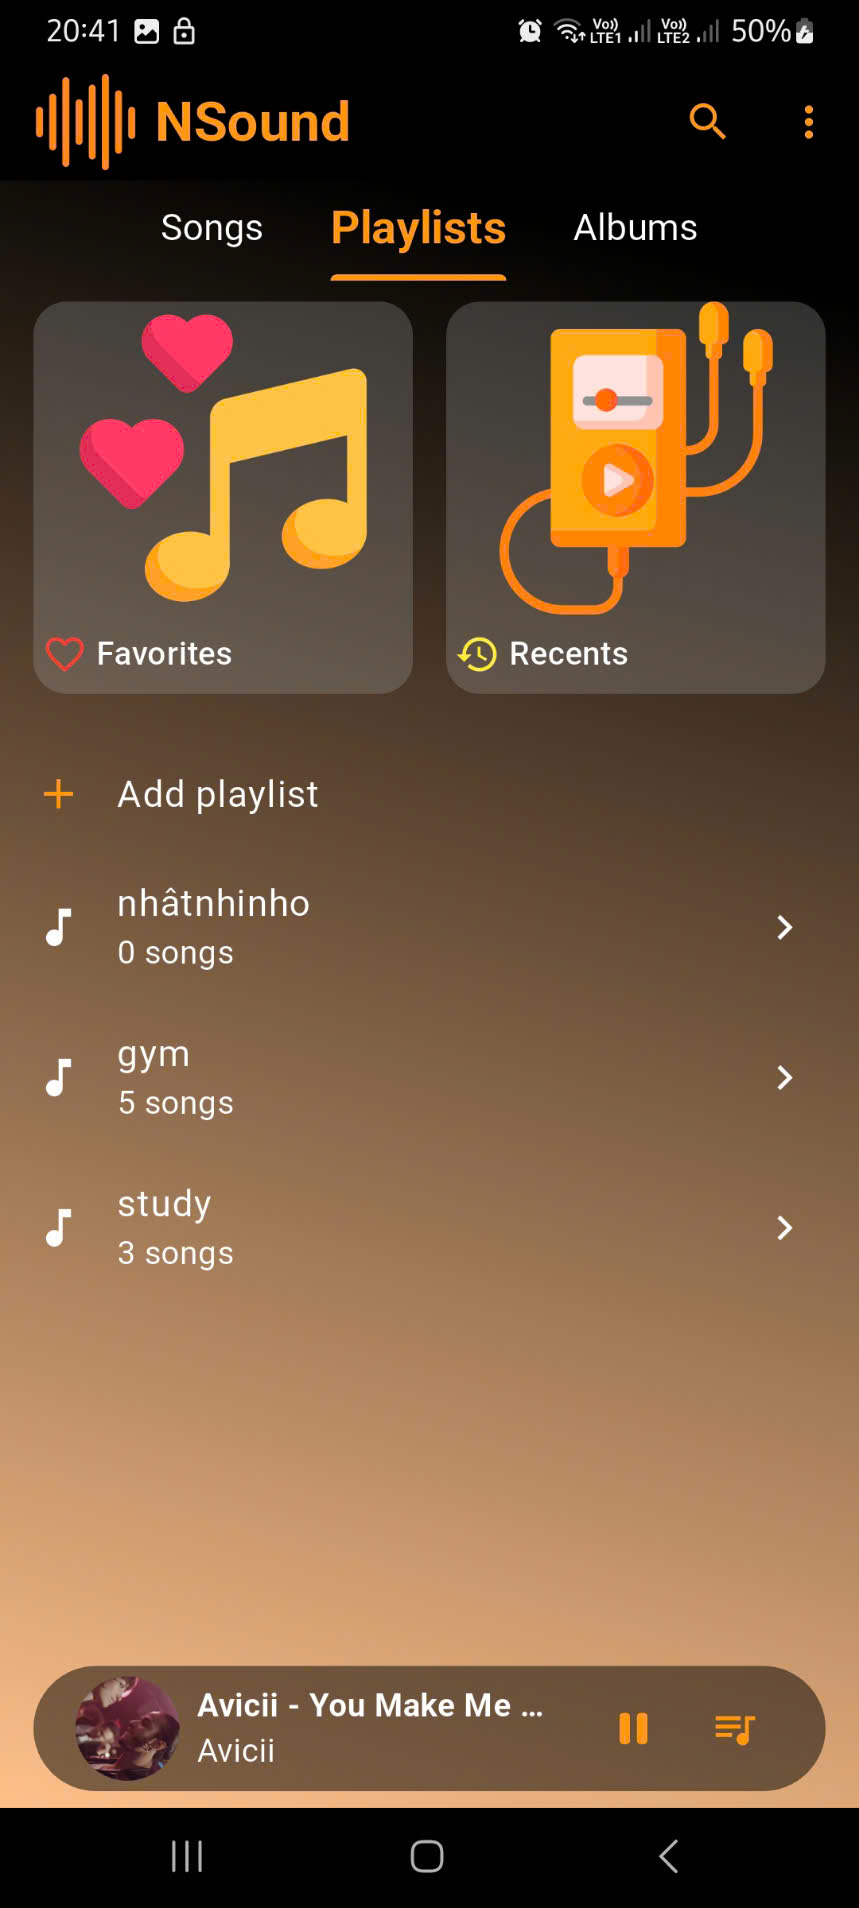 20:41 Vo)) LTE1 Vo)) LTE2 50%
NSound
Songs Playlists Albums
Favorites Recents
Add playlist
nhâtnhinho
0 songs
gym
5 songs
study
3 songs
Avicii - You Make Me ...
Avicii